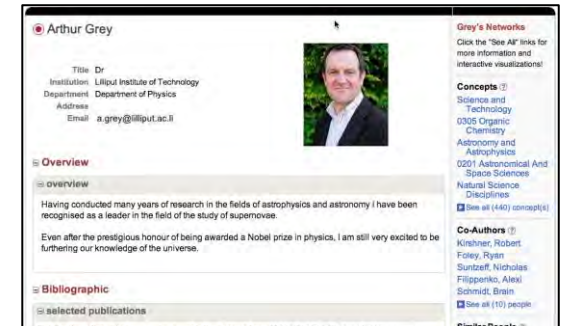 Arthur Grey
Title Dr
Institution Liliput Institute of Technology
Department Department of Physics
Address
Email a.grey@lilliput.ac.li
Overview
overview
Having conducted many years of research in the fields of astrophysics and astronomy i have been
recognised as a leader in the field of the study of supernovae.
Even after the prestigious honour of being awarded a Nobel prize in physics, I am still very excited to be
furthering our knowledge of the universe.
Bibliographic
selected publications
Grey's Networks
Click the "See All" links for
more information and
interactive visualizations!
Concepts
Science and
Technology
0305 Organic
Chemistry
Astronomy and
Astrophysics
0201 Astronomical And
Space Sciences
Natural Science
Disciplines
See all (440) concept(s)
Co-Authors
Kirshner, Robert
Foley, Ryan
Suntzeff, Nicholas
Filippenko, Alexi
Schmidt, Brain
See all (10) people